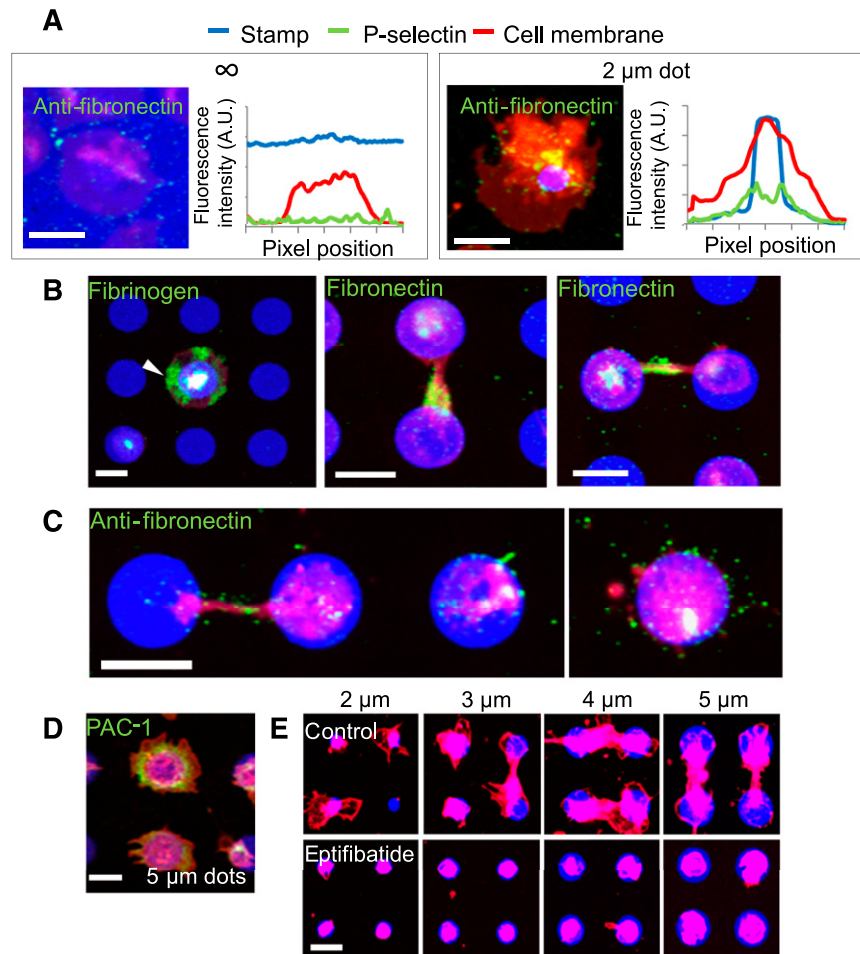 A
Stamp P-selectin Cell membrane
∞
2 µm dot
Anti-fibronectin
Fluorescence
intensity (A.U.)
Pixel position
Anti-fibronectin
Fluorescence
intensity (A.U.)
Pixel position
B
Fibrinogen
Fibronectin
Fibronectin
C
Anti-fibronectin
D
PAC-1
5 µm dots
E
2 µm 3 µm 4 µm 5 µm
Control
Eptifibatide